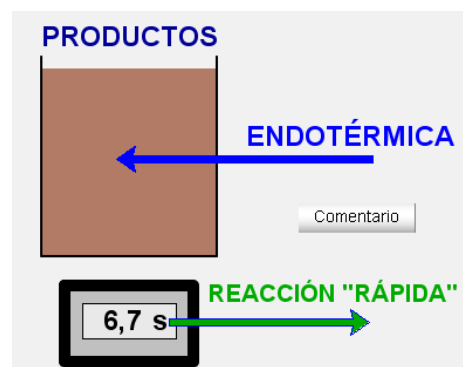 PRODUCTOS
ENDOTÉRMICA
Comentario
REACCIÓN "RÁPIDA"
6,7 s